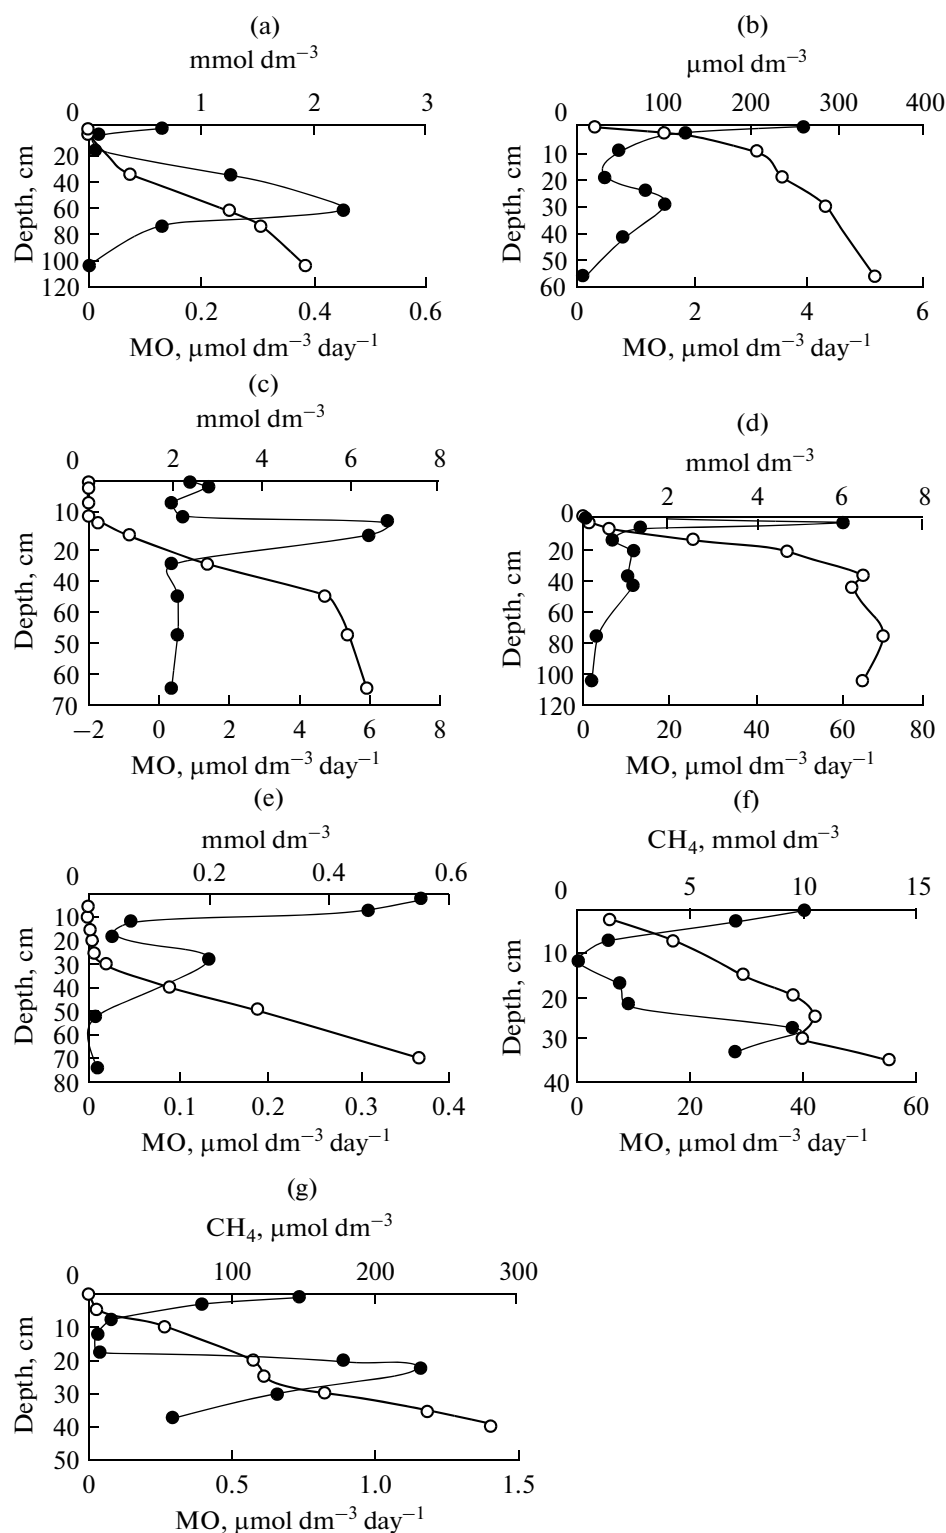 (a)
mmol dm−3
0 1 2 3
Depth, cm
20
40
60
80
100
120
0 0.2 0.4 0.6
MO, μmol dm−3 day−1
(b)
μmol dm−3
0 100 200 300 400
Depth, cm
10
20
30
40
50
60
0 2 4 6
MO, μmol dm−3 day−1
(c)
mmol dm−3
0 2 4 6 8
Depth, cm
10
20
40
60
50
60
70
−2 0 2 4 6 8
MO, μmol dm−3 day−1
(d)
mmol dm−3
0 2 4 6 8
Depth, cm
20
40
60
80
100
120
0 20 40 60 80
MO, μmol dm−3 day−1
(e)
mmol dm−3
0 0.2 0.4 0.6
Depth, cm
10
20
30
40
50
60
70
80
0 0.1 0.2 0.3 0.4
MO, μmol dm−3 day−1
(f)
CH4, mmol dm−3
0 5 10 15
Depth, cm
10
20
30
40
0 20 40 60
MO, μmol dm−3 day−1
(g)
CH4, μmol dm−3
0 100 200 300
Depth, cm
10
20
30
40
50
0 0.5 1.0 1.5
MO, μmol dm−3 day−1